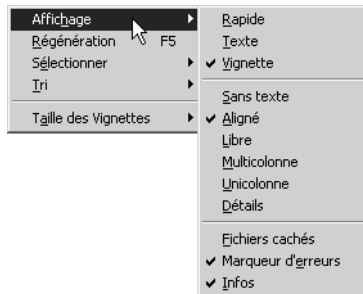 Affichage
Régénération F5
Sélectionner
Tri
Taille des Vignettes
Rapide
Texte
Vignette
Sans texte
Aligné
Libre
Multicolonne
Unicolonne
Détails
Fichiers cachés
Marqueur d'erreurs
Infos